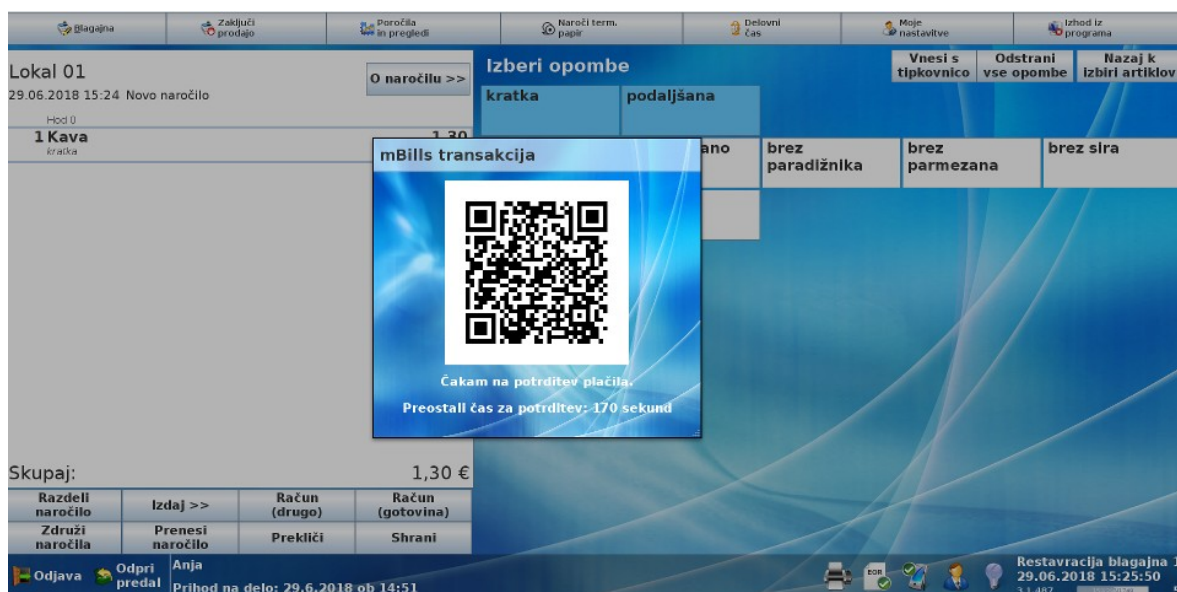 Blagajna
Zaključi
prodajo
Poročila
in pregledi
Naroči term.
papir
Delovni
čas
Moje
nastavitve
Izhod iz
programa
Lokal 01
O naročilu >>
29.06.2018 15:24 Novo naročilo
Hod 0
1 Kava 1,30
kratka
Izberi opombe
Vnesi s
tipkovnico
Odstrani
vse opombe
Nazaj k
izbiri artiklov
kratka
podaljšana
ano
brez
paradižnika
brez
parmezana
brez sira
mBills transakcija
Čakam na potrditev plačila.
Preostali čas za potrditev: 170 sekund
Skupaj: 1,30 €
Razdeli
naročilo
Izdaj >>
Račun
(drugo)
Račun
(gotovina)
Združi
naročila
Prenesi
naročilo
Prekliči
Shrani
Odjava
Odpri
predal
Anja
Prihod na delo: 29.6.2018 ob 14:51
EOR
Restavracija blagajna 1
29.06.2018 15:25:50
3.1.487